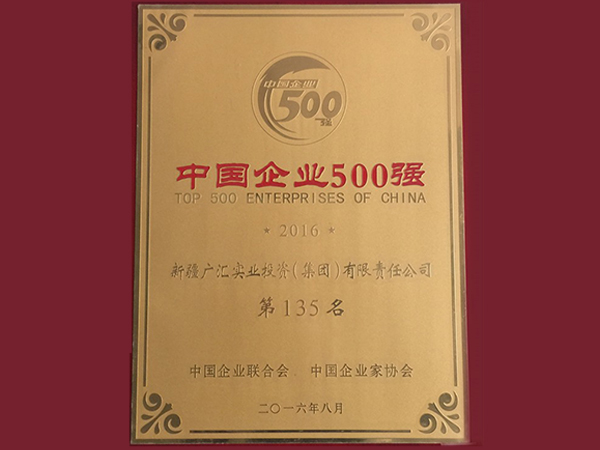 中国企业
500
强
中国企业500强
TOP 500 ENTERPRISES OF CHINA
★ 2016 ★
新疆广汇实业投资(集团)有限责任公司
第135名
中国企业联合会 中国企业家协会
二〇一六年八月